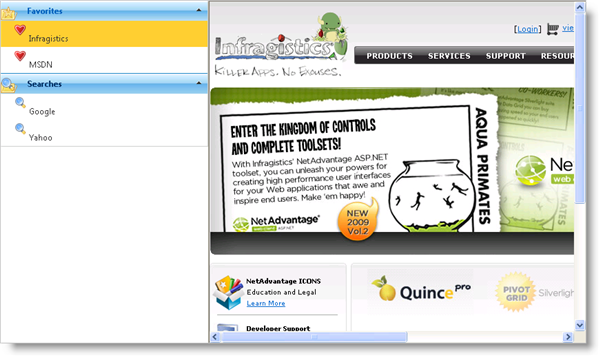 Favorites
Infragistics
MSDN
Searches
Google
Yahoo
[Login] vie
Infragistics
KILLER APPS. NO EXCUSES.
PRODUCTS SERVICES SUPPORT RESOUR
CO-WORKERS!
ENTER THE KINGDOM OF CONTROLS
AND COMPLETE TOOLSETS!
With Infragistics' NetAdvantage ASP.NET
toolset, you can unleash your powers for
creating high performance user interfaces
for your Web applications that awe and
inspire end users. Make 'em happy!
NetAdvantage®
ASP.NET
NEW
2009
Vol.2
AQUA PRIMATES
NetA
web
NetAdvantage ICONS
Education and Legal
Learn More
Developer Support
Quince pro
PIVOT
GRID
Silverligh